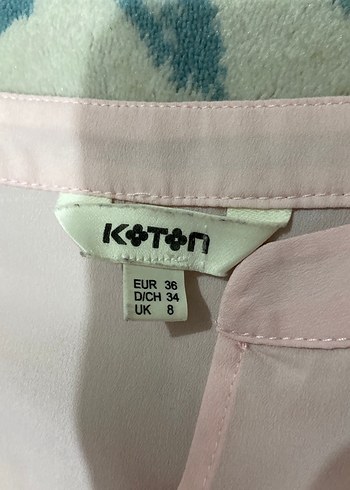 KOTON
EUR 36
D/CH 34
UK 8